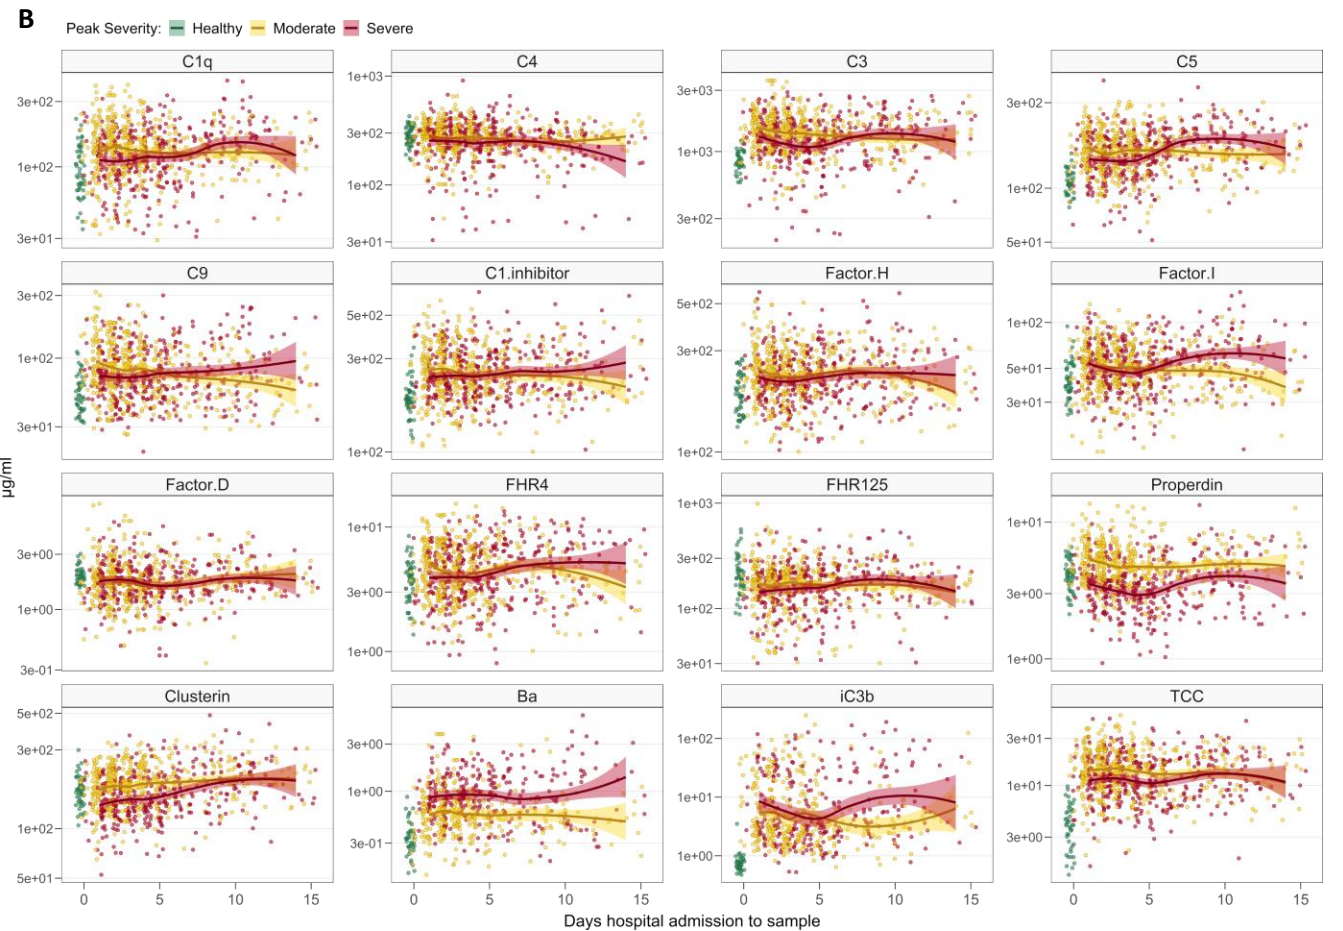 B
Peak Severity: Healthy Moderate Severe
C1q C4 C3 C5
3e+02
1e+02
3e+01
1e+03
3e+02
1e+02
3e+01
3e+03
1e+03
3e+02
3e+02
1e+02
5e+01
C9 C1.inhibitor Factor.H Factor.I
3e+02
1e+02
3e+01
5e+02
3e+02
1e+02
5e+02
3e+02
1e+02
1e+02
5e+01
3e+01
µg/ml
Factor.D FHR4 FHR125 Properdin
3e+00
1e+00
3e-01
1e+01
3e+00
1e+00
1e+03
3e+02
1e+02
3e+01
1e+01
3e+00
1e+00
Clusterin Ba iC3b TCC
5e+02
3e+02
1e+02
5e+01
3e+00
1e+00
3e-01
1e+02
1e+01
1e+00
3e+01
1e+01
3e+00
0 5 10 15 0 5 10 15 0 5 10 15 0 5 10 15
Days hospital admission to sample